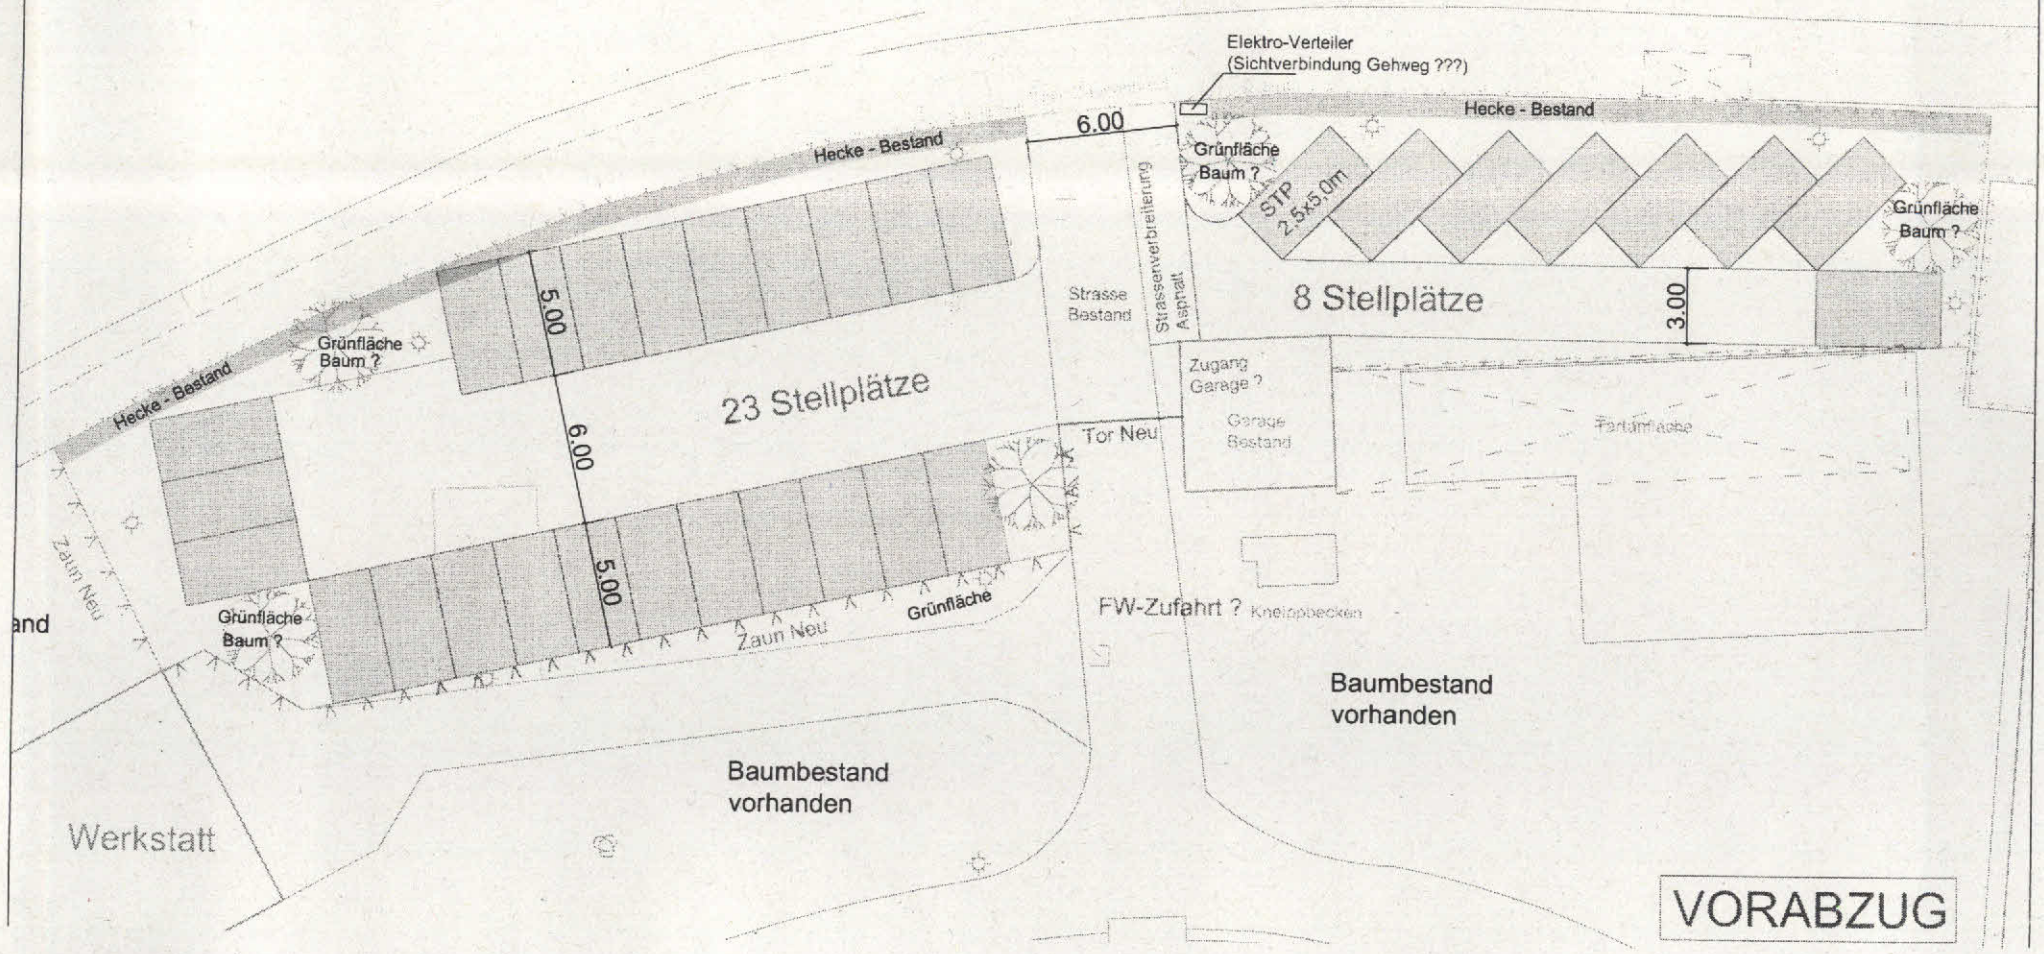 Elektro-Verteiler
(Sichtverbindung Gehweg ???)
Hecke - Bestand
6.00
Hecke - Bestand
Grünfläche
Baum ?
STP
2,5x5,0m
Grünfläche
Baum ?
Strassenverbreiterung
Asphalt
Strasse
Bestand
8 Stellplätze
3.00
5.00
Grünfläche
Baum ?
Hecke - Bestand
23 Stellplätze
6.00
Zugang
Garage ?
Garage
Bestand
Tartanfläche
Tor Neu
Zaun Neu
5.00
Grünfläche
Zaun Neu
Grünfläche
Baum ?
and
FW-Zufahrt ?
Kneippbecken
Baumbestand
vorhanden
Baumbestand
vorhanden
Werkstatt
VORABZUG